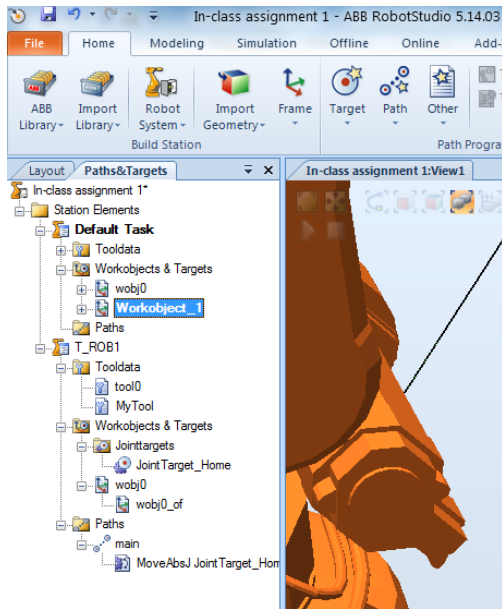 In-class assignment 1 - ABB RobotStudio 5.14.03
File Home Modeling Simulation Offline Online Add-
ABB Library Import Library Robot System Import Geometry Frame Target Path Other
Build Station Path Progra
Layout Paths&Targets In-class assignment 1:View1
In-class assignment 1*
Station Elements
Default Task
Tooldata
Workobjects & Targets
wobj0
Workobject_1
Paths
T_ROB1
Tooldata
tool0
MyTool
Workobjects & Targets
Jointtargets
JointTarget_Home
wobj0
wobj0_of
Paths
main
MoveAbsJ JointTarget_Hom